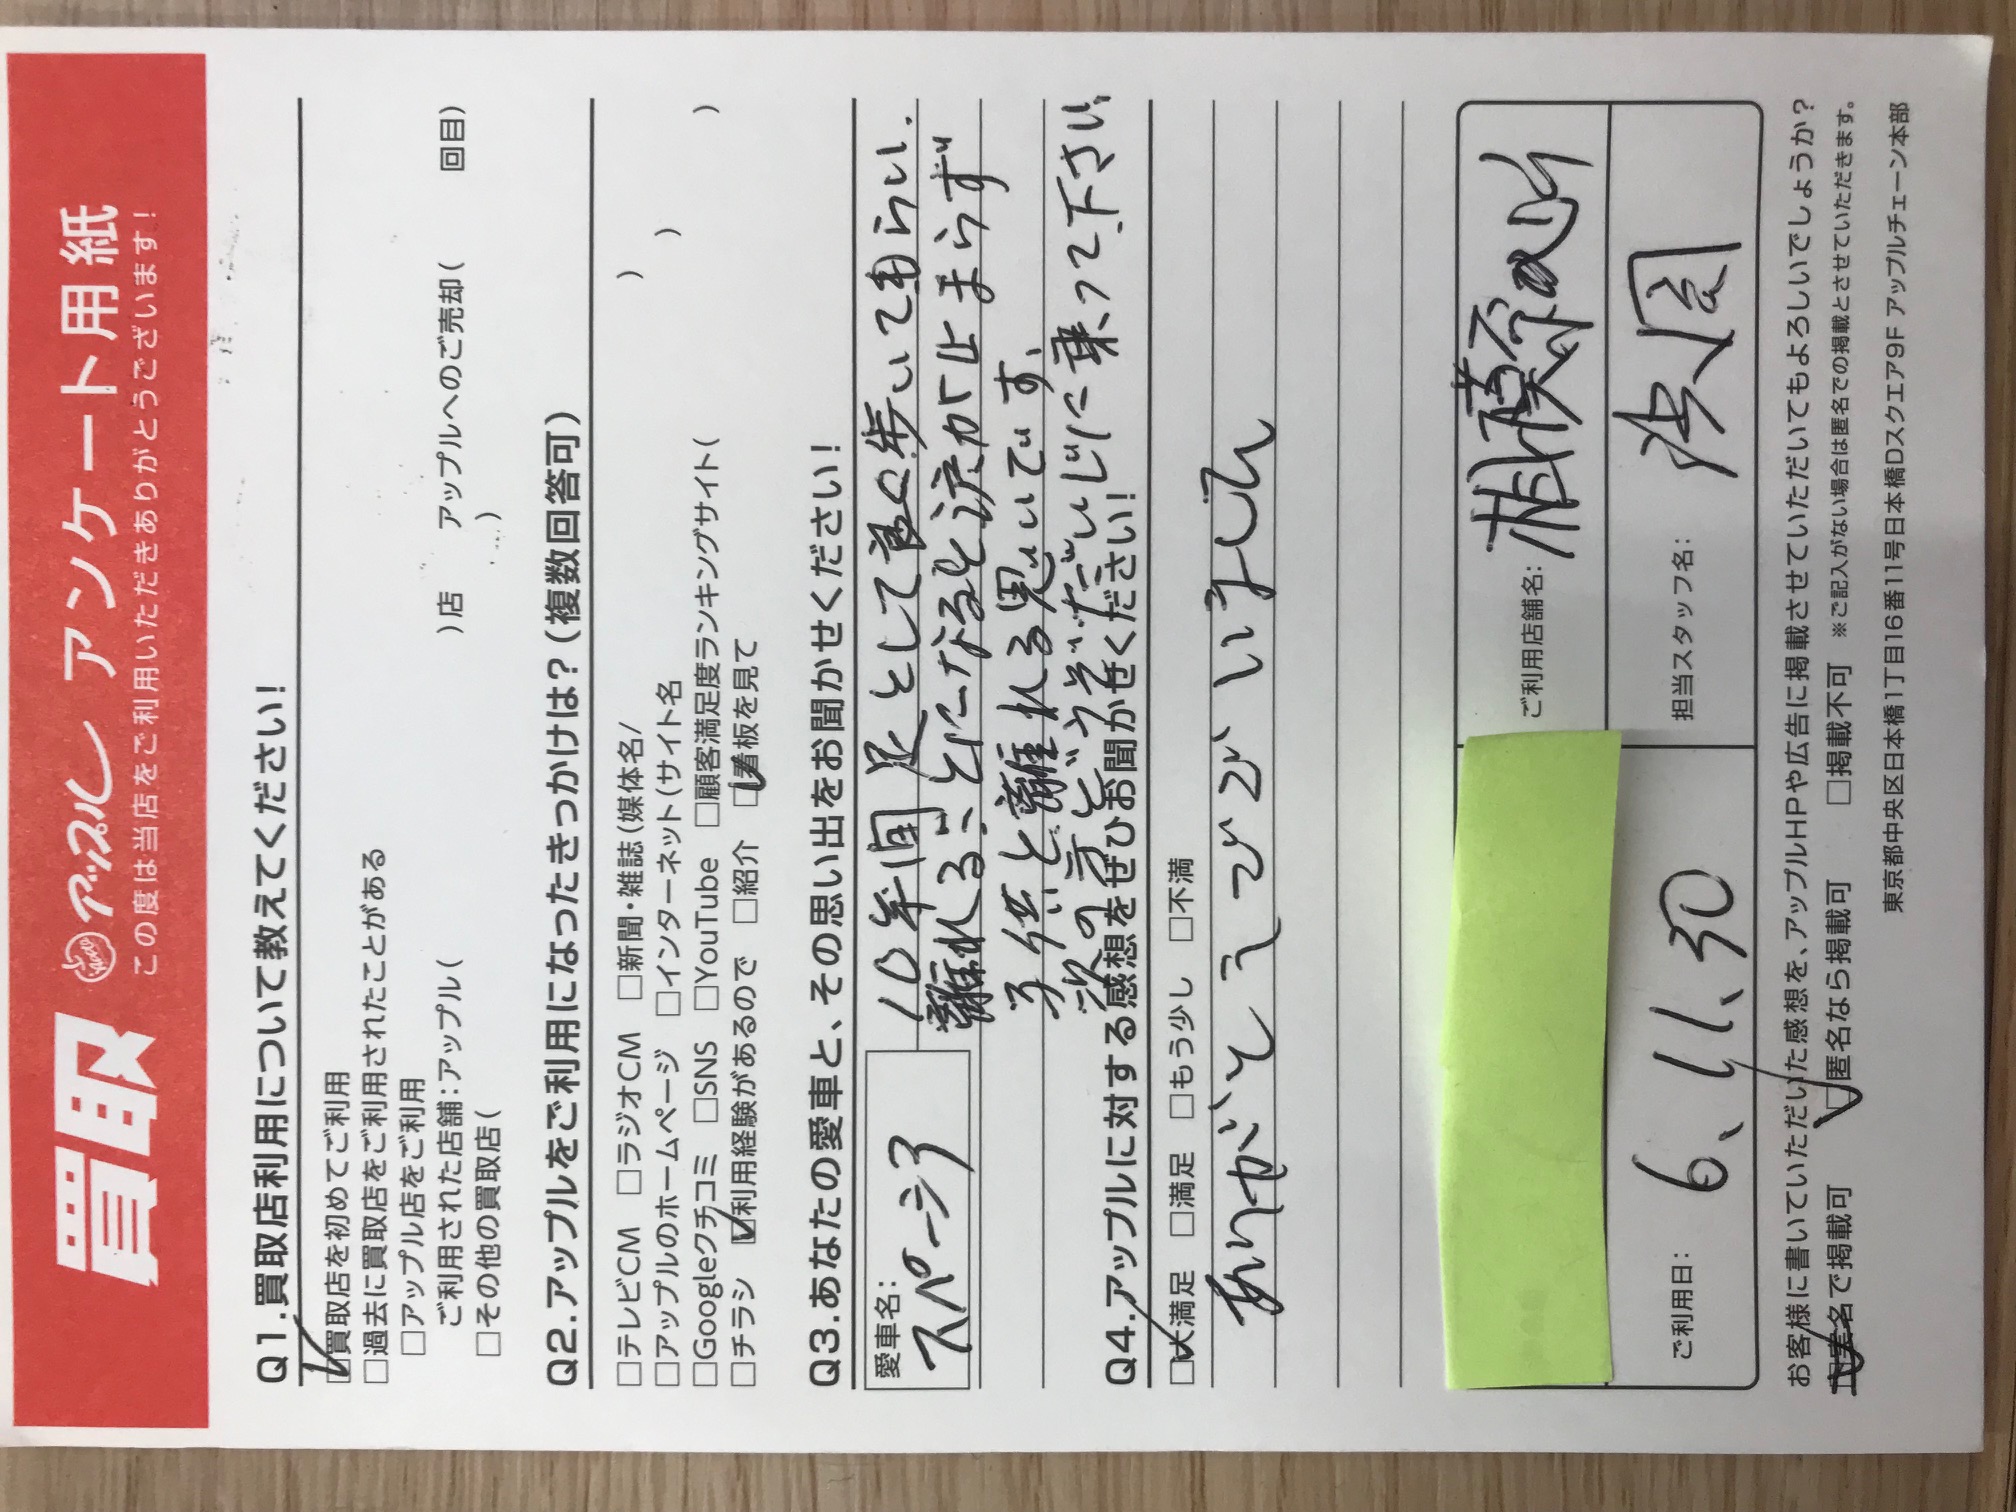 買取 アップル アンケート用紙
この度は当店をご利用いただきありがとうございます!
Q1.買取店利用について教えてください!
☑買取店を初めてご利用
□過去に買取店をご利用されたことがある
□アップル店をご利用
ご利用された店舗:アップル( )店 アップルへのご売却( 回目)
□その他の買取店( )
Q2.アップルをご利用になったきっかけは?(複数回答可)
□テレビCM □ラジオCM □新聞・雑誌(媒体名/ )
□アップルのホームページ □インターネット(サイト名 )
□Googleクチコミ □SNS □YouTube □顧客満足度ランキングサイト( )
□チラシ ☑利用経験があるので □紹介 ☑看板を見て
Q3.あなたの愛車と、その思い出をお聞かせください!
愛車名:
スペーシア
10年間足として良く歩いてもらい、
離れる、とになると涙が止まらず
子供と離れる思いです、
次の方どうぞだいじに乗って下さい
Q4.アップルに対する感想をぜひお聞かせください!
☑大満足 □満足 □もう少し □不満
ありがとうございました
ご利用店舗名:
担当スタッフ名:
ご利用日: 6、11、30
お客様に書いていただいた感想を、アップルHPや広告に掲載させていただいてもよろしいでしょうか?
で掲載可 ☑匿名なら掲載可 □掲載不可 ※ご記入がない場合は匿名での掲載とさせていただきます。
東京都中央区日本橋1丁目16番11号日本橋Dスクエア9F アップルチェーン本部